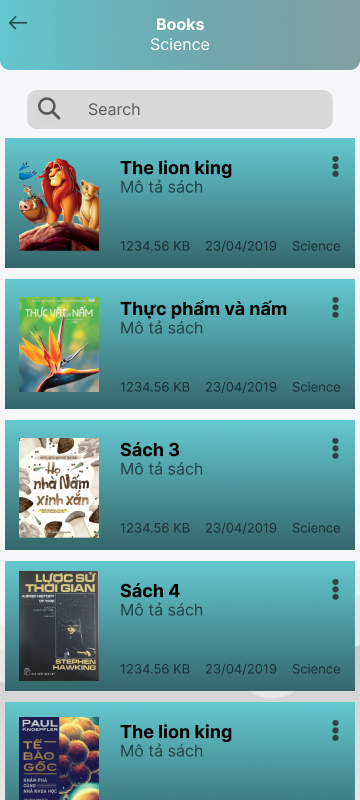 Books
Science
Search
The lion king
Mô tả sách
1234.56 KB 23/04/2019 Science
THỰC VẬT và NẤM
Thực phẩm và nấm
Mô tả sách
1234.56 KB 23/04/2019 Science
Họ
nhà Nấm
xinh xắn
Sách 3
Mô tả sách
1234.56 KB 23/04/2019 Science
LƯỢC SỬ
THỜI GIAN
A BRIEF HISTORY
OF TIME
STEPHEN
HAWKING
Sách 4
Mô tả sách
1234.56 KB 23/04/2019 Science
PAUL
KNOEPFLER
TẾ
BÀO
GỐC
KHÁM PHÁ
CÙNG
NHÀ KHOA HỌC
The lion king
Mô tả sách